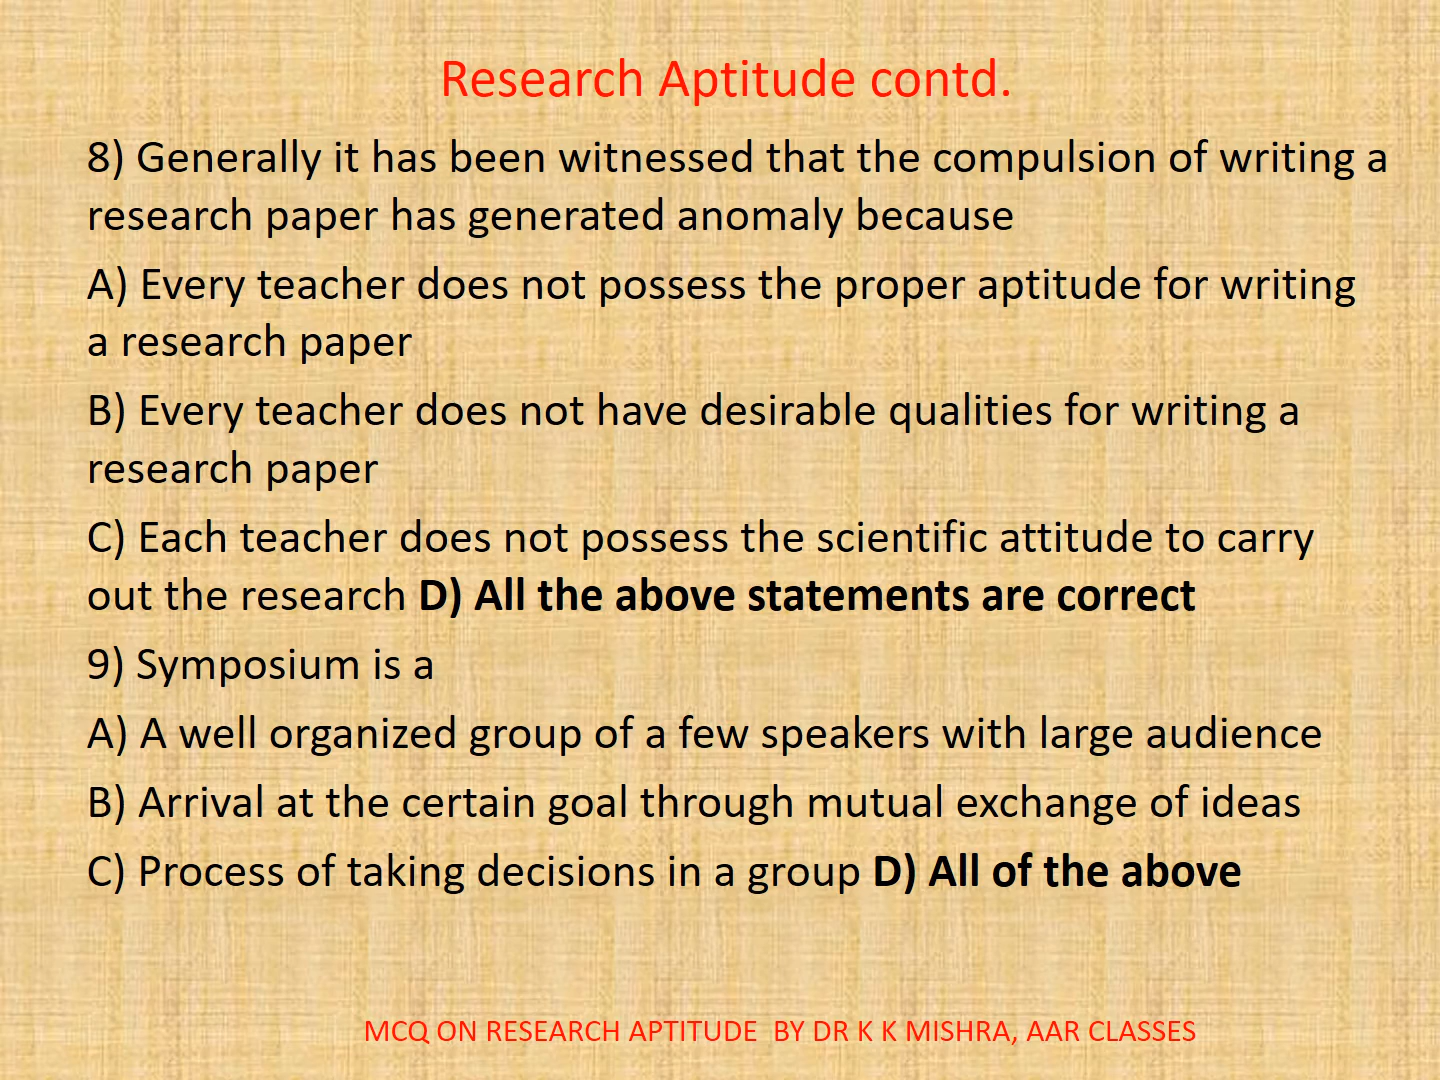 Research Aptitude contd.
8) Generally it has been witnessed that the compulsion of writing a
research paper has generated anomaly because
A) Every teacher does not possess the proper aptitude for writing
a research paper
B) Every teacher does not have desirable qualities for writing a
research paper
C) Each teacher does not possess the scientific attitude to carry
out the research D) All the above statements are correct
9) Symposium is a
A) A well organized group of a few speakers with large audience
B) Arrival at the certain goal through mutual exchange of ideas
C) Process of taking decisions in a group D) All of the above
MCQ ON RESEARCH APTITUDE BY DR K K MISHRA, AAR CLASSES